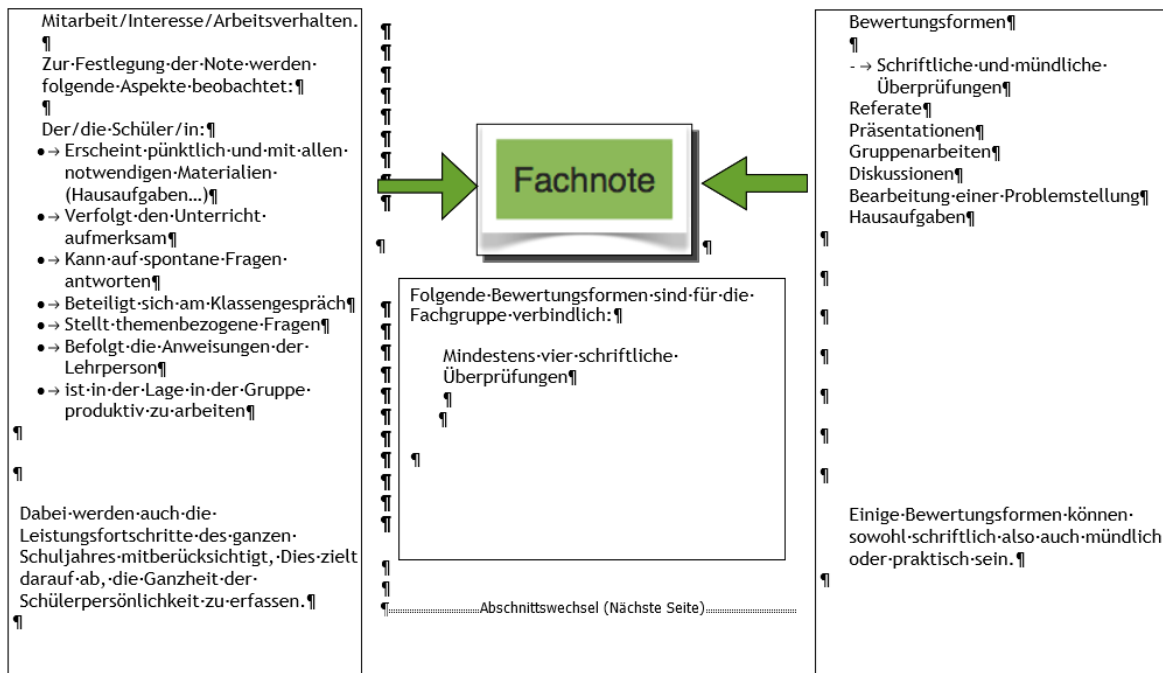 Mitarbeit/Interesse/Arbeitsverhalten.
¶
Zur·Festlegung·der·Note·werden·
folgende·Aspekte·beobachtet:¶
¶
Der/die·Schüler/in:¶
●→Erscheint·pünktlich·und·mit·allen·
notwendigen·Materialien·
(Hausaufgaben…)¶
●→Verfolgt·den·Unterricht·
aufmerksam¶
●→Kann·auf·spontane·Fragen·
antworten¶
●→Beteiligt·sich·am·Klassengespräch¶
●→Stellt·themenbezogene·Fragen¶
●→Befolgt·die·Anweisungen·der·
Lehrperson¶
●→ist·in·der·Lage·in·der·Gruppe·
produktiv·zu·arbeiten¶
¶
¶
Dabei·werden·auch·die·
Leistungsfortschritte·des·ganzen·
Schuljahres·mitberücksichtigt,·Dies·zielt
darauf·ab,·die·Ganzheit·der·
Schülerpersönlichkeit·zu·erfassen.¶
¶
Fachnote
Folgende·Bewertungsformen·sind·für·die·
Fachgruppe·verbindlich:¶
Mindestens·vier·schriftliche·
Überprüfungen¶
¶
¶
¶
Abschnittswechsel (Nächste Seite)
Bewertungsformen¶
¶
-→Schriftliche·und·mündliche·
Überprüfungen¶
Referate¶
Präsentationen¶
Gruppenarbeiten¶
Diskussionen¶
Bearbeitung·einer·Problemstellung¶
Hausaufgaben¶
¶
¶
¶
¶
¶
¶
¶
Einige·Bewertungsformen·können·
sowohl·schriftlich·also·auch·mündlich
oder·praktisch·sein.¶
¶